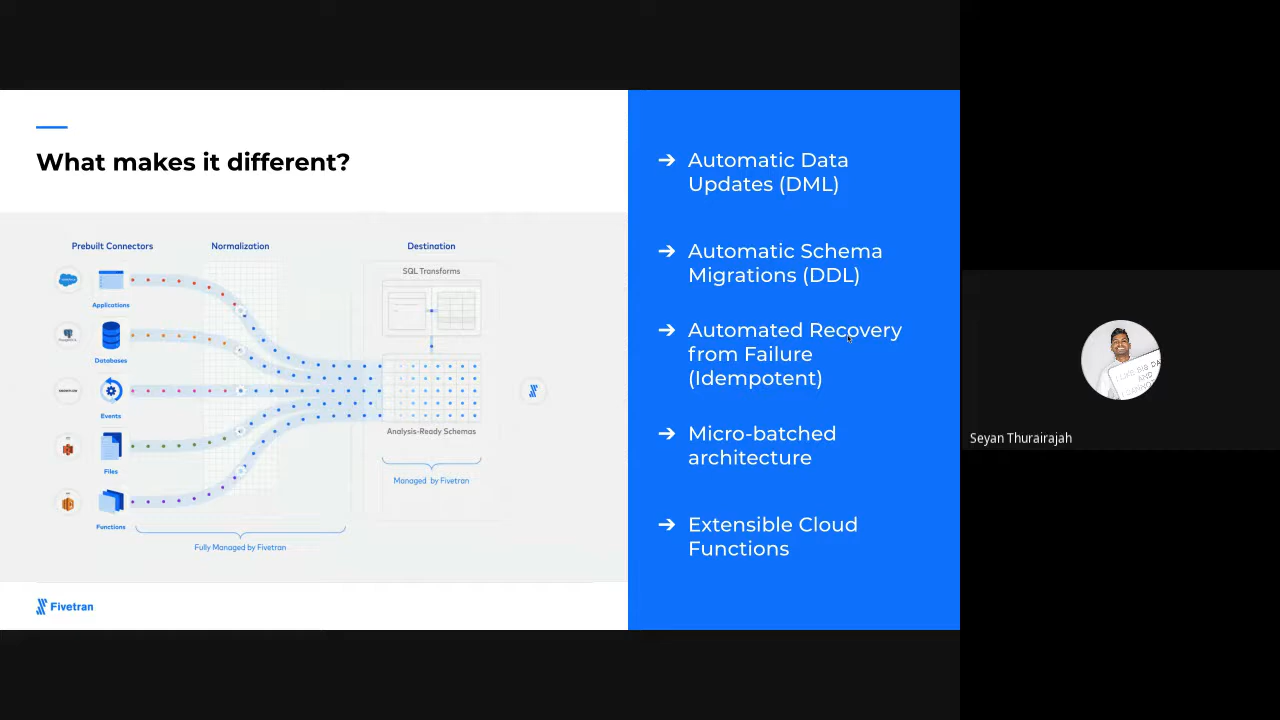 What makes it different?
Prebuilt Connectors
Normalization
Destination
SQL Transforms
Applications
Databases
Events
Files
Functions
Analysis-Ready Schemas
Managed by Fivetran
Fully Managed by Fivetran
Fivetran
➔ Automatic Data
Updates (DML)
➔ Automatic Schema
Migrations (DDL)
➔ Automated Recovery
from Failure
(Idempotent)
➔ Micro-batched
architecture
➔ Extensible Cloud
Functions
Seyan Thurairajah